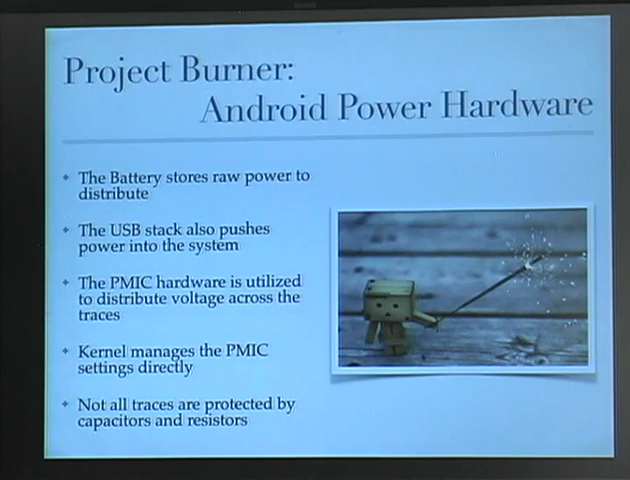 Project Burner:
Android Power Hardware
The Battery stores raw power to
distribute
The USB stack also pushes
power into the system
The PMIC hardware is utilized
to distribute voltage across the
traces
Kernel manages the PMIC
settings directly
Not all traces are protected by
capacitors and resistors